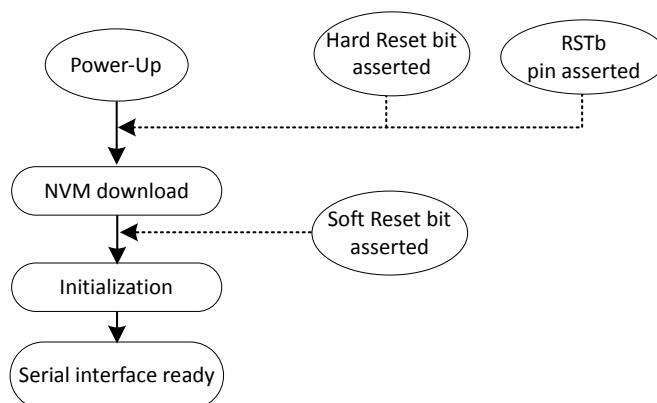 Power-Up
Hard Reset bit
asserted
RSTb
pin asserted
NVM download
Soft Reset bit
asserted
Initialization
Serial interface ready